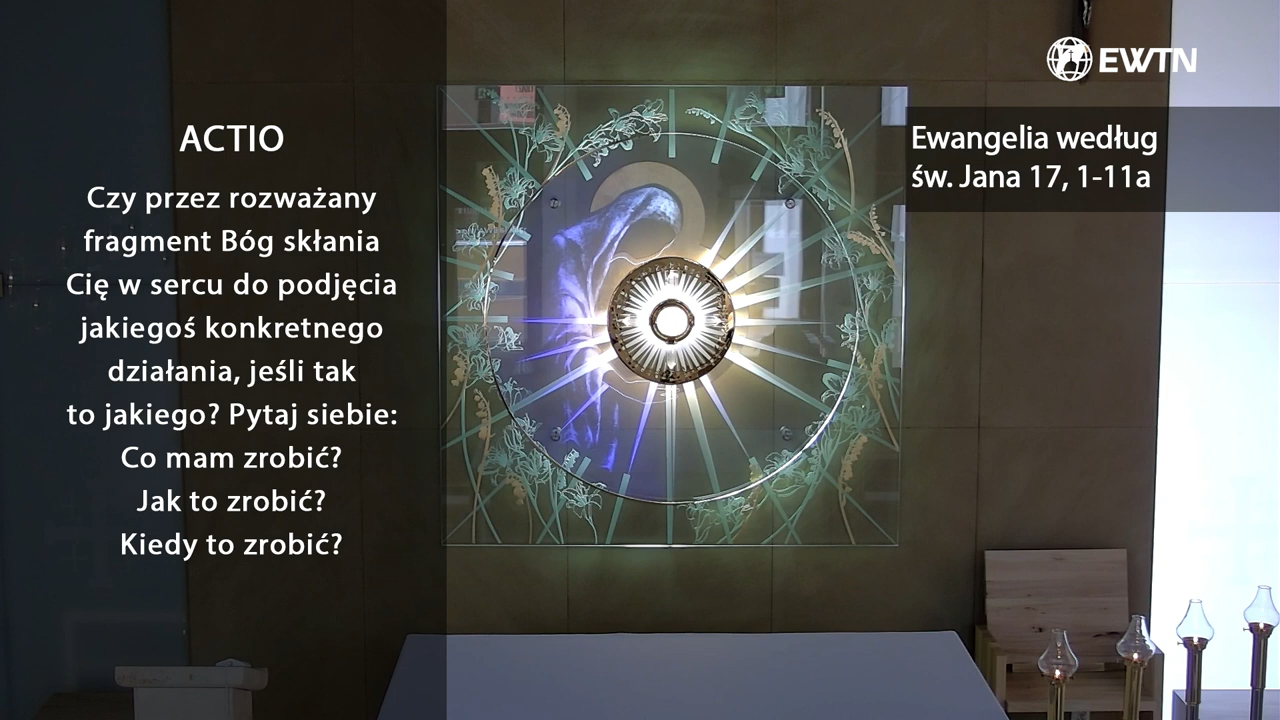 ACTIO
Czy przez rozważany
fragment Bóg skłania
Cię w sercu do podjęcia
jakiegoś konkretnego
działania, jeśli tak
to jakiego? Pytaj siebie:
Co mam zrobić?
Jak to zrobić?
Kiedy to zrobić?
EWTN
Ewangelia według
św. Jana 17, 1-11a